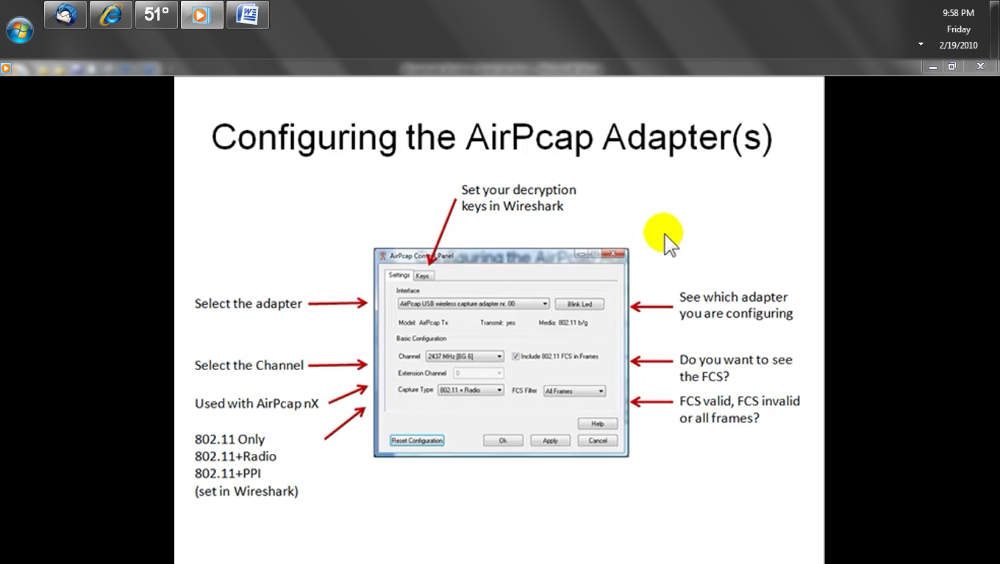 51°
9:58 PM
Friday
2/19/2010
Configuring the AirPcap Adapter(s)
Set your decryption
keys in Wireshark
AirPcap Control Panel
Settings
Keys
Interface
AirPcap USB wireless capture adapter nr. 00
Blink Led
Model: AirPcap Tx
Transmit: yes
Media: 802.11 b/g
Basic Configuration
Channel
2437 MHz [BG 6]
Include 802.11 FCS in Frames
Extension Channel
0
Capture Type
802.11 + Radio
FCS Filter
All Frames
Help
Reset Configuration
Ok
Apply
Cancel
Select the adapter
Select the Channel
Used with AirPcap nX
802.11 Only
802.11+Radio
802.11+PPI
(set in Wireshark)
See which adapter
you are configuring
Do you want to see
the FCS?
FCS valid, FCS invalid
or all frames?